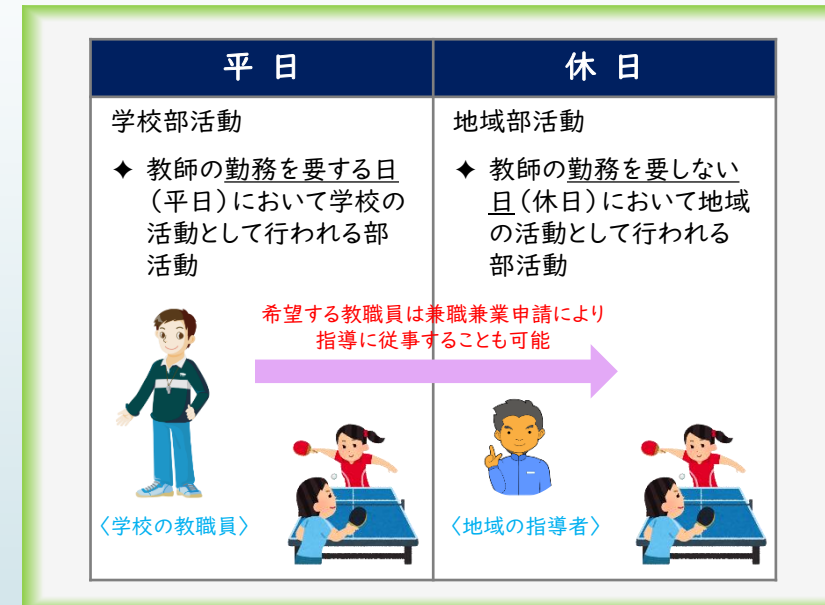 平 日
休 日
学校部活動
✦ 教師の勤務を要する日
（平日）において学校の
活動として行われる部
活動
地域部活動
✦ 教師の勤務を要しない
日（休日）において地域
の活動として行われる
部活動
希望する教職員は兼職兼業申請により
指導に従事することも可能
〈学校の教職員〉
〈地域の指導者〉